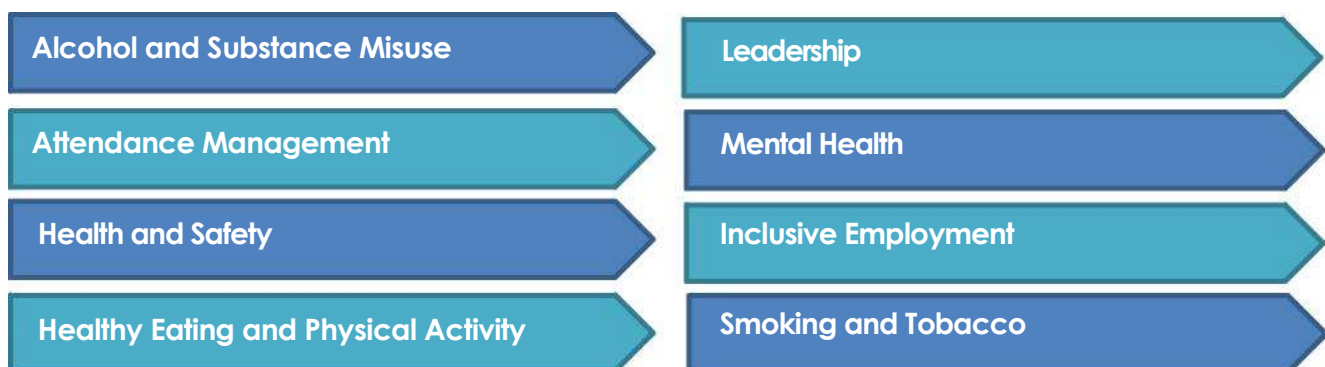 Alcohol and Substance Misuse
Attendance Management
Health and Safety
Healthy Eating and Physical Activity
Leadership
Mental Health
Inclusive Employment
Smoking and Tobacco